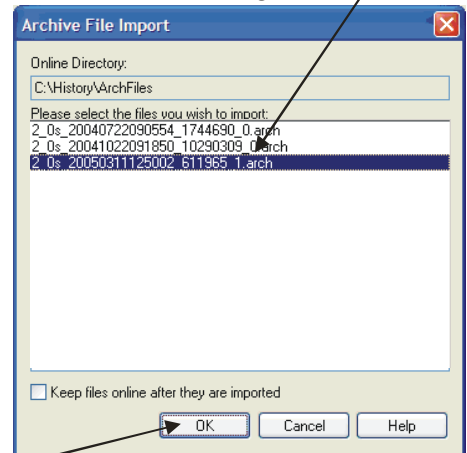 Archive File Import
Online Directory:
C:\History\ArchFiles
Please select the files you wish to import:
2_0s_20040722090554_1744690_0.arch
2_0s_20041022091850_10290309_0.arch
2_0s_20050311125002_611965_1.arch
Keep files online after they are imported
OK Cancel Help